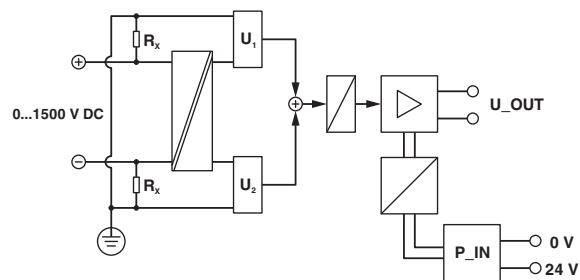 U₁
Rₓ
+
0...1500 V DC
+
U_OUT
−
Rₓ
U₂
P_IN
0 V
24 V